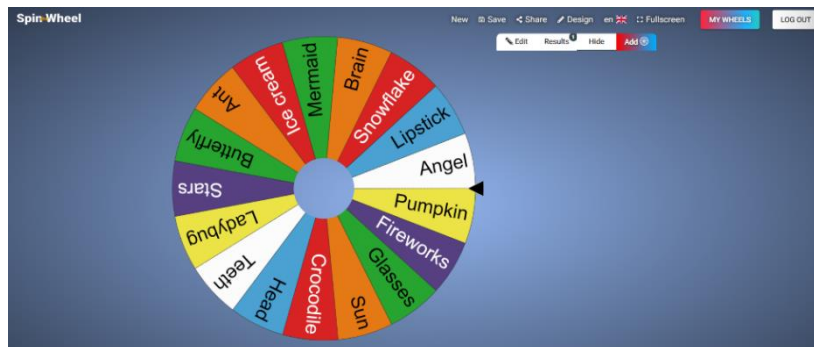 Spin Wheel
New Save Share Design en Fullscreen MY WHEELS LOG OUT
Edit Results 1 Hide Add
Mermaid
Brain
Snowflake
Lipstick
Angel
Pumpkin
Fireworks
Glasses
Sun
Crocodile
Head
Teeth
Ladybug
Stars
Butterfly
Ant
Ice cream